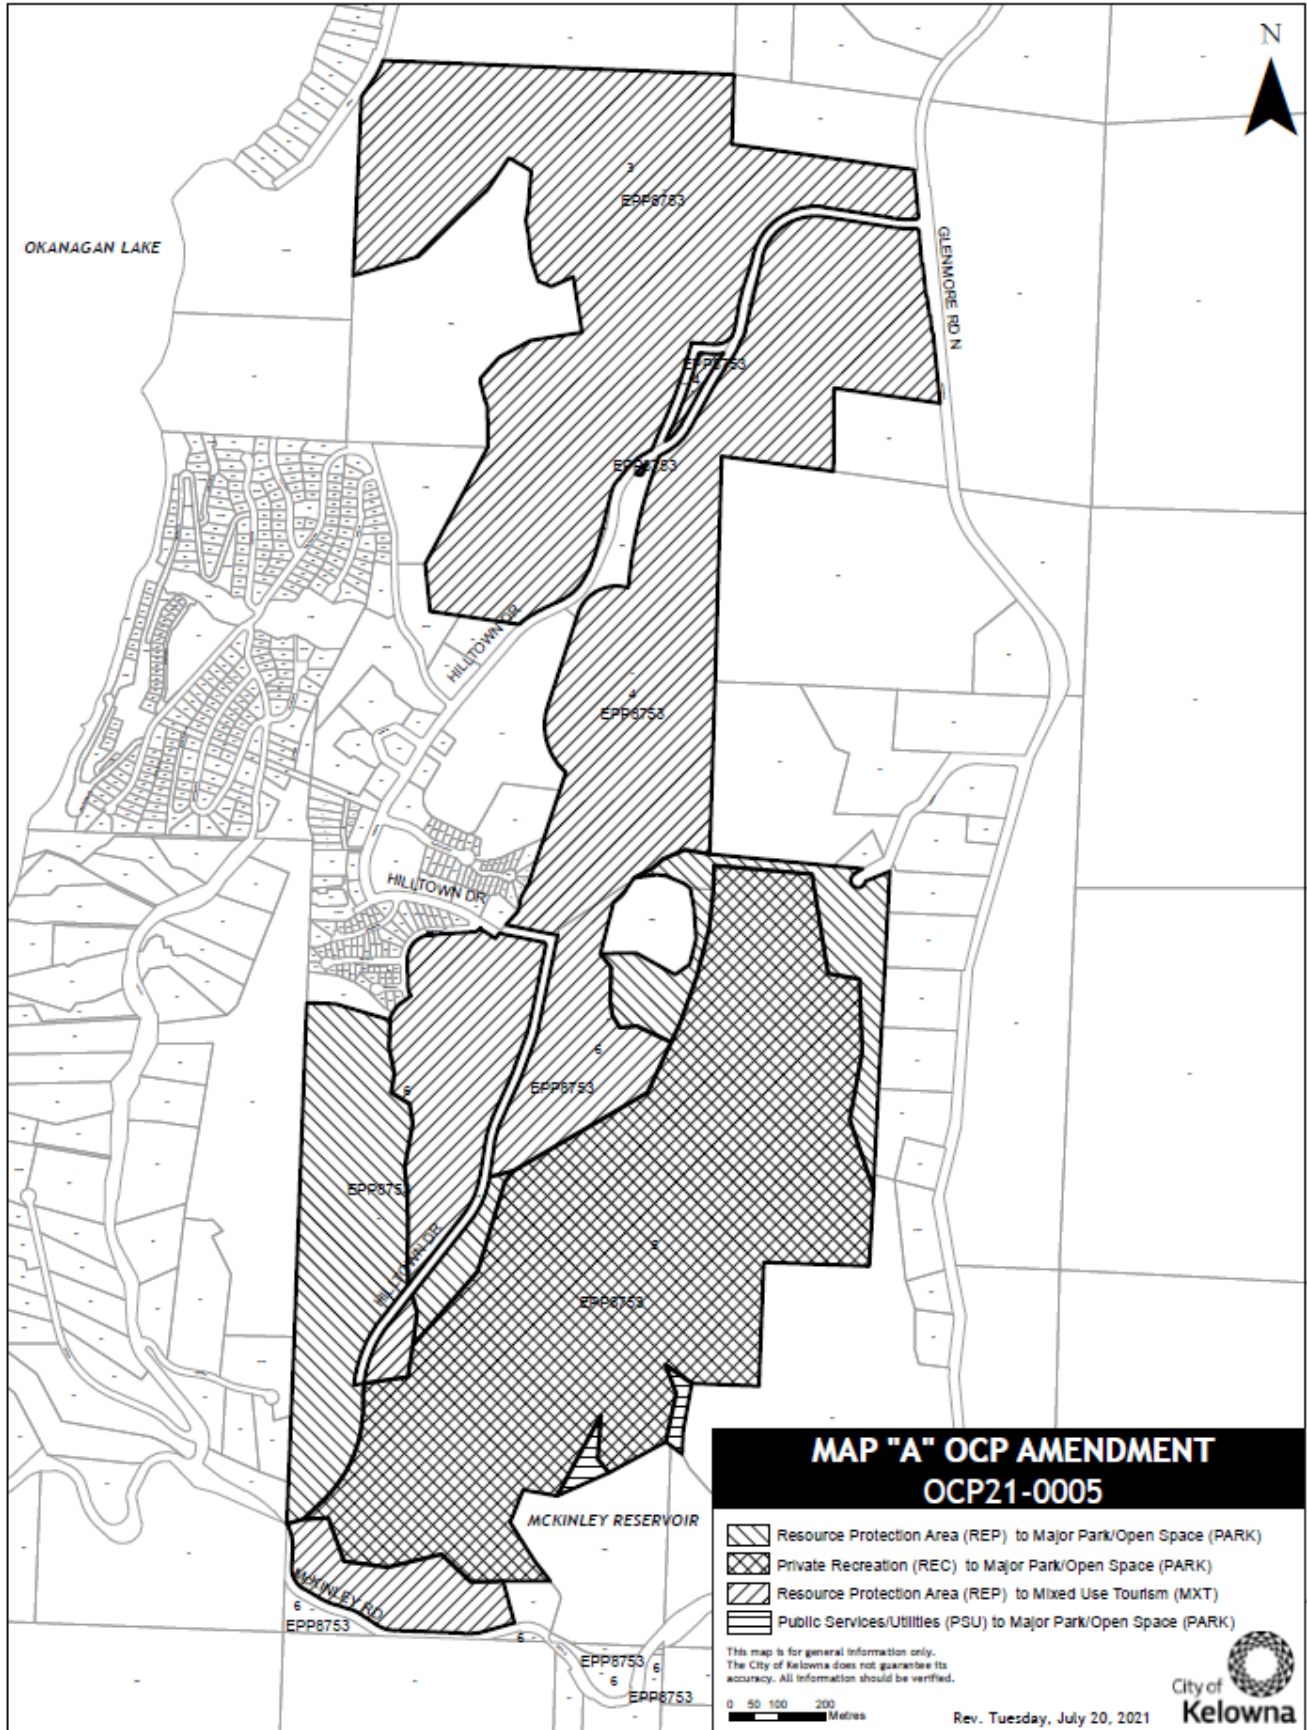 N
OKANAGAN LAKE
3
EPP8753
GLENMORE RD N
EPP8753
4
EPP8753
HILLTOWN DR
4
EPP8753
HILLTOWN DR
6
EPP8753
6
EPP8753
HILLTOWN DR
EPP8753
MCKINLEY RESERVOIR
MCKINLEY RD
6
EPP8753
6
EPP8753
6
6
EPP8753
MAP "A" OCP AMENDMENT
OCP21-0005
Resource Protection Area (REP) to Major Park/Open Space (PARK)
Private Recreation (REC) to Major Park/Open Space (PARK)
Resource Protection Area (REP) to Mixed Use Tourism (MXT)
Public Services/Utilities (PSU) to Major Park/Open Space (PARK)
This map is for general information only.
The City of Kelowna does not guarantee its
accuracy. All information should be verified.
0 50 100 200
Metres
Rev. Tuesday, July 20, 2021
City of
Kelowna